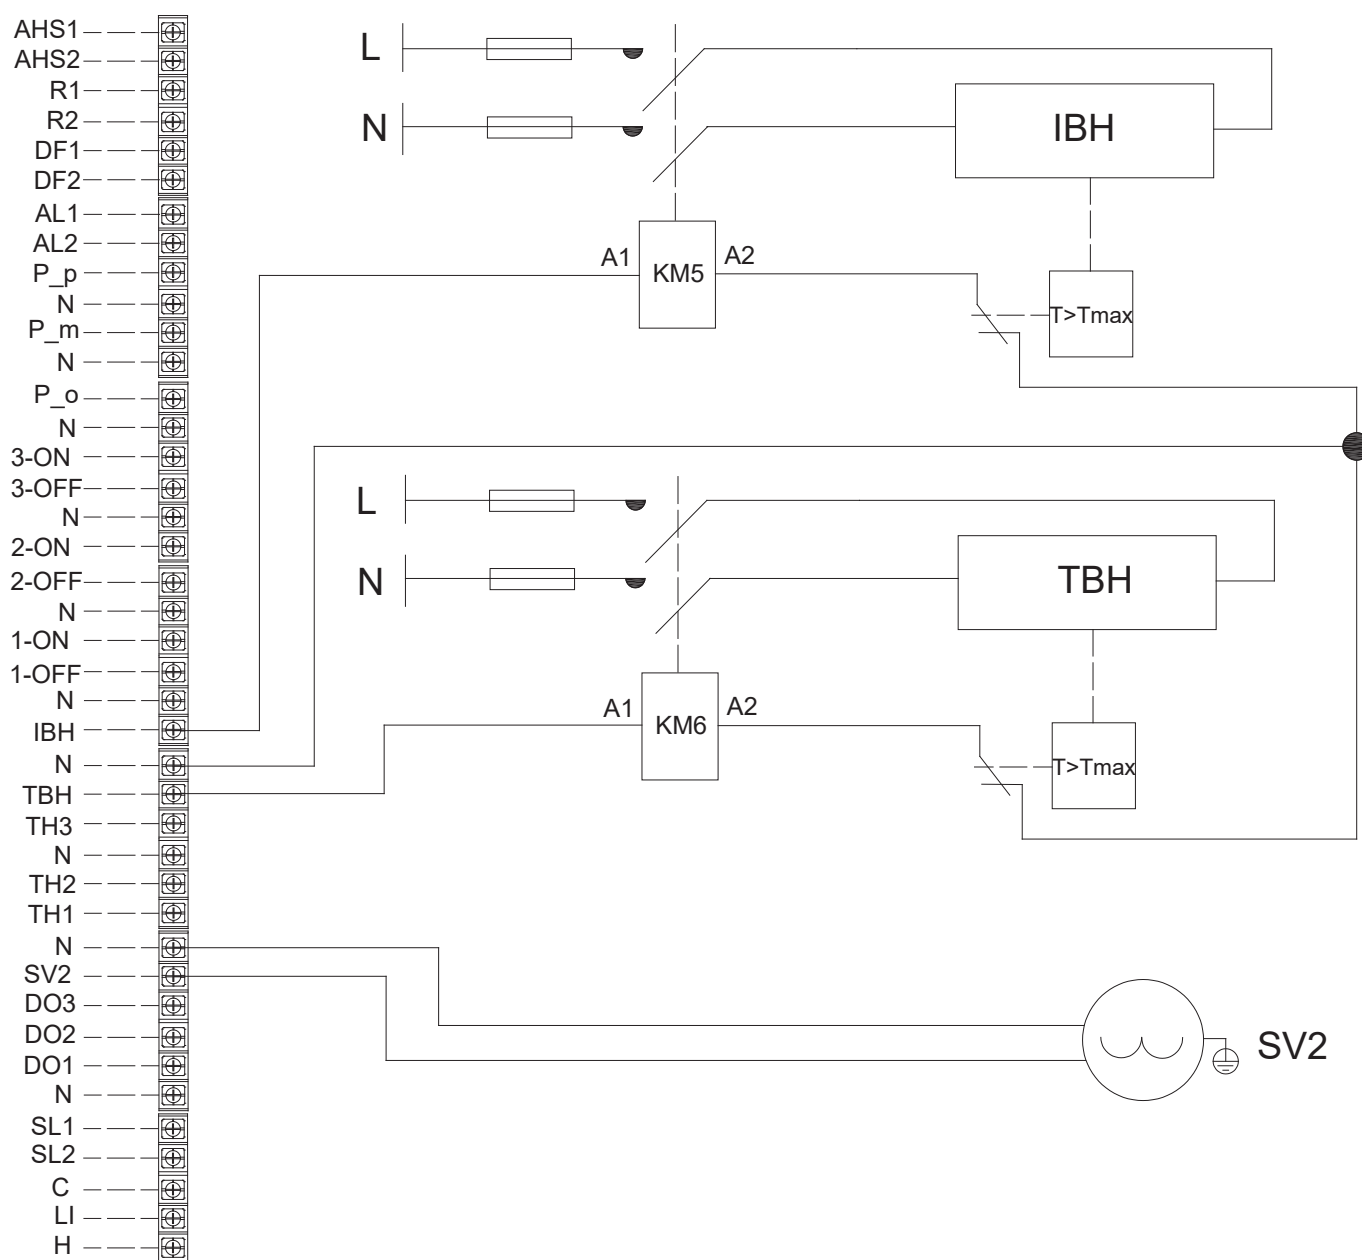 AHS1
AHS2
R1
R2
DF1
DF2
AL1
AL2
P_p
N
P_m
N
P_o
N
3-ON
3-OFF
N
2-ON
2-OFF
N
1-ON
1-OFF
N
IBH
N
TBH
TH3
N
TH2
TH1
N
SV2
DO3
DO2
DO1
N
SL1
SL2
C
LI
H
L
N
IBH
A1
KM5
A2
T>Tmax
L
N
TBH
A1
KM6
A2
T>Tmax
SV2